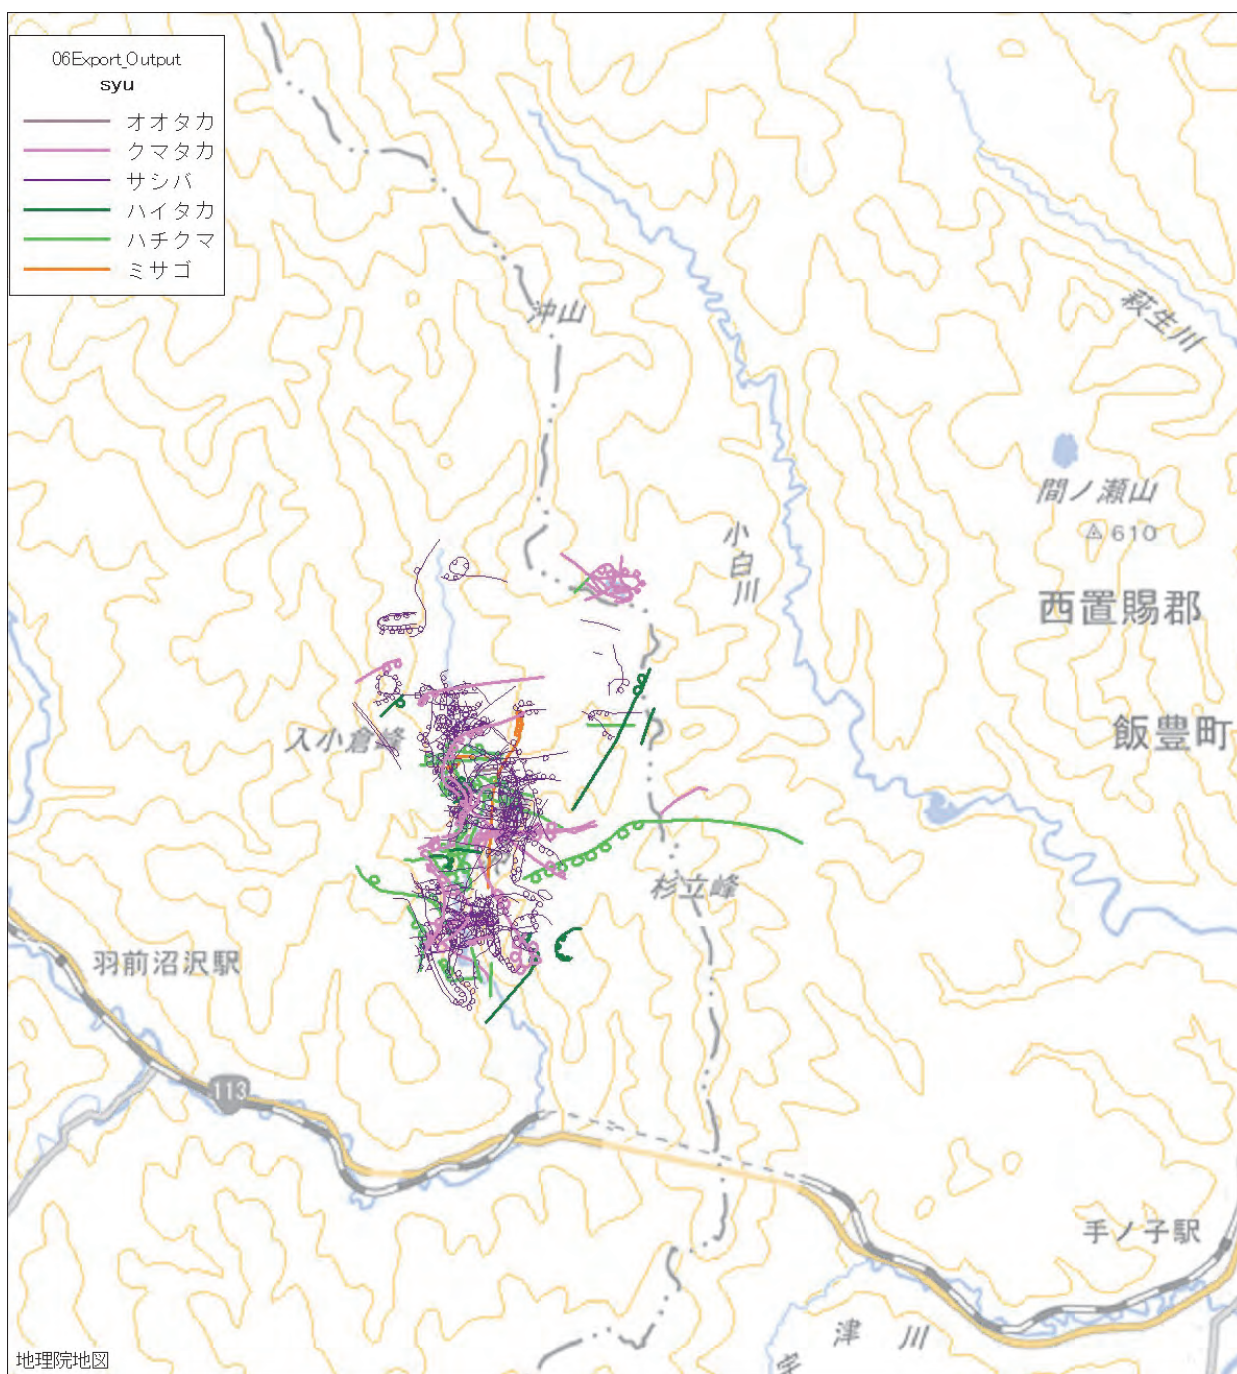 06Export_Output
syu
オオタカ
クマタカ
サシバ
ハイタカ
ハチクマ
ミサゴ
沖山
萩生川
間ノ瀬山
610
小白川
西置賜郡
飯豊町
入小倉峰
杉立峰
羽前沼沢駅
113
手ノ子駅
宇津川
地理院地図